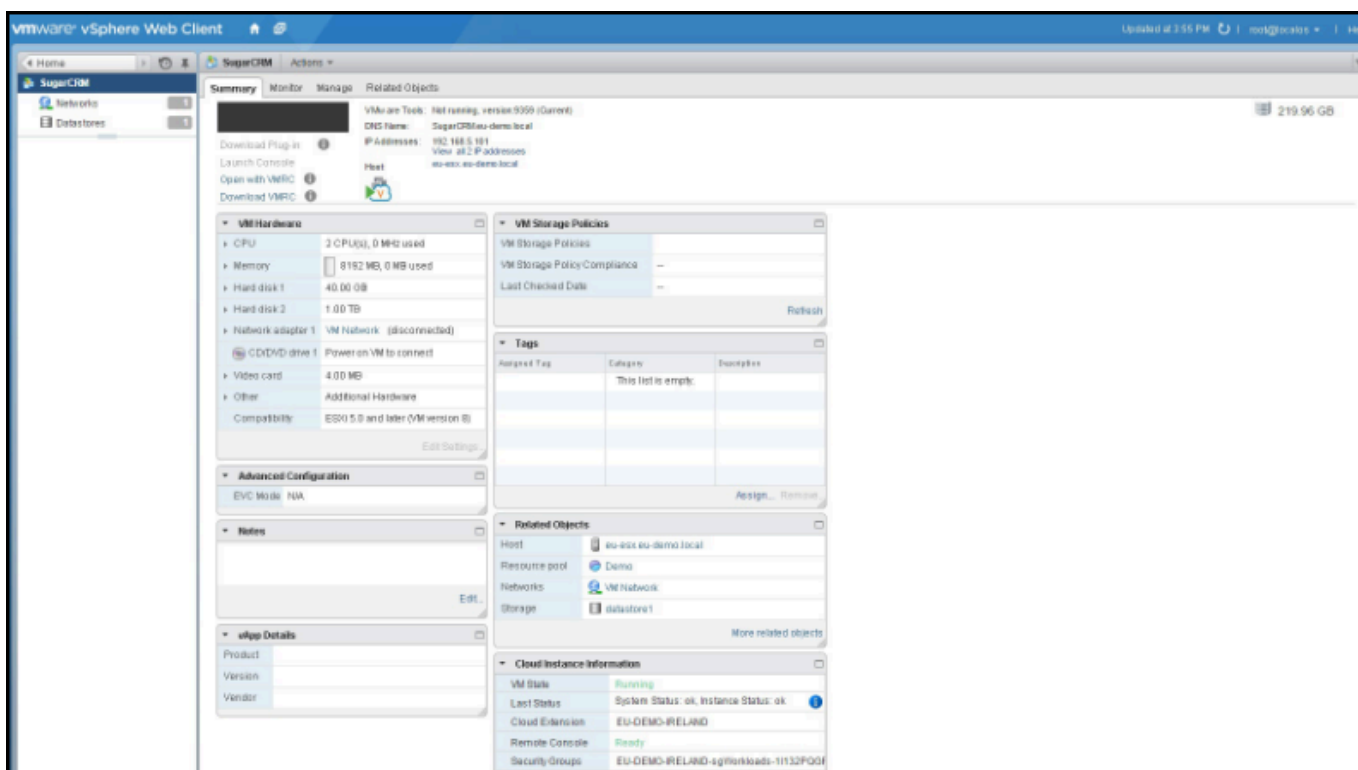 vmware vSphere Web Client
Updated at 3:55 PM
root@localos
He
Home
SugarCRM Actions
SugarCRM
Networks 1
Datastores 1
Summary Monitor Manage Related Objects
VMware Tools: Not running, version:9359 (Current)
DNS Name: SugarCRM.eu-demo.local
IP Addresses: 192.168.5.101
View all 2 IP addresses
Host: eu-esx.eu-demo.local
219.96 GB
Download Plug-in
Launch Console
Open with VMRC
Download VMRC
VM Hardware
CPU 2 CPU(s), 0 MHz used
Memory 8192 MB, 0 MB used
Hard disk 1 40.00 GB
Hard disk 2 1.00 TB
Network adapter 1 VM Network (disconnected)
CD/DVD drive 1 Power on VM to connect
Video card 4.00 MB
Other Additional Hardware
Compatibility ESXi 5.0 and later (VM version 8)
Edit Settings...
Advanced Configuration
EVC Mode N/A
Notes
Edit...
vApp Details
Product
Version
Vendor
VM Storage Policies
VM Storage Policies
VM Storage Policy Compliance --
Last Checked Date --
Refresh
Tags
Assigned Tag Category Description
This list is empty.
Assign... Remove...
Related Objects
Host eu-esx.eu-demo.local
Resource pool Demo
Networks VM Network
Storage datastore1
More related objects
Cloud Instance Information
VM State Running
Last Status System Status: ok, Instance Status: ok
Cloud Extension EU-DEMO-IRELAND
Remote Console Ready
Security Groups